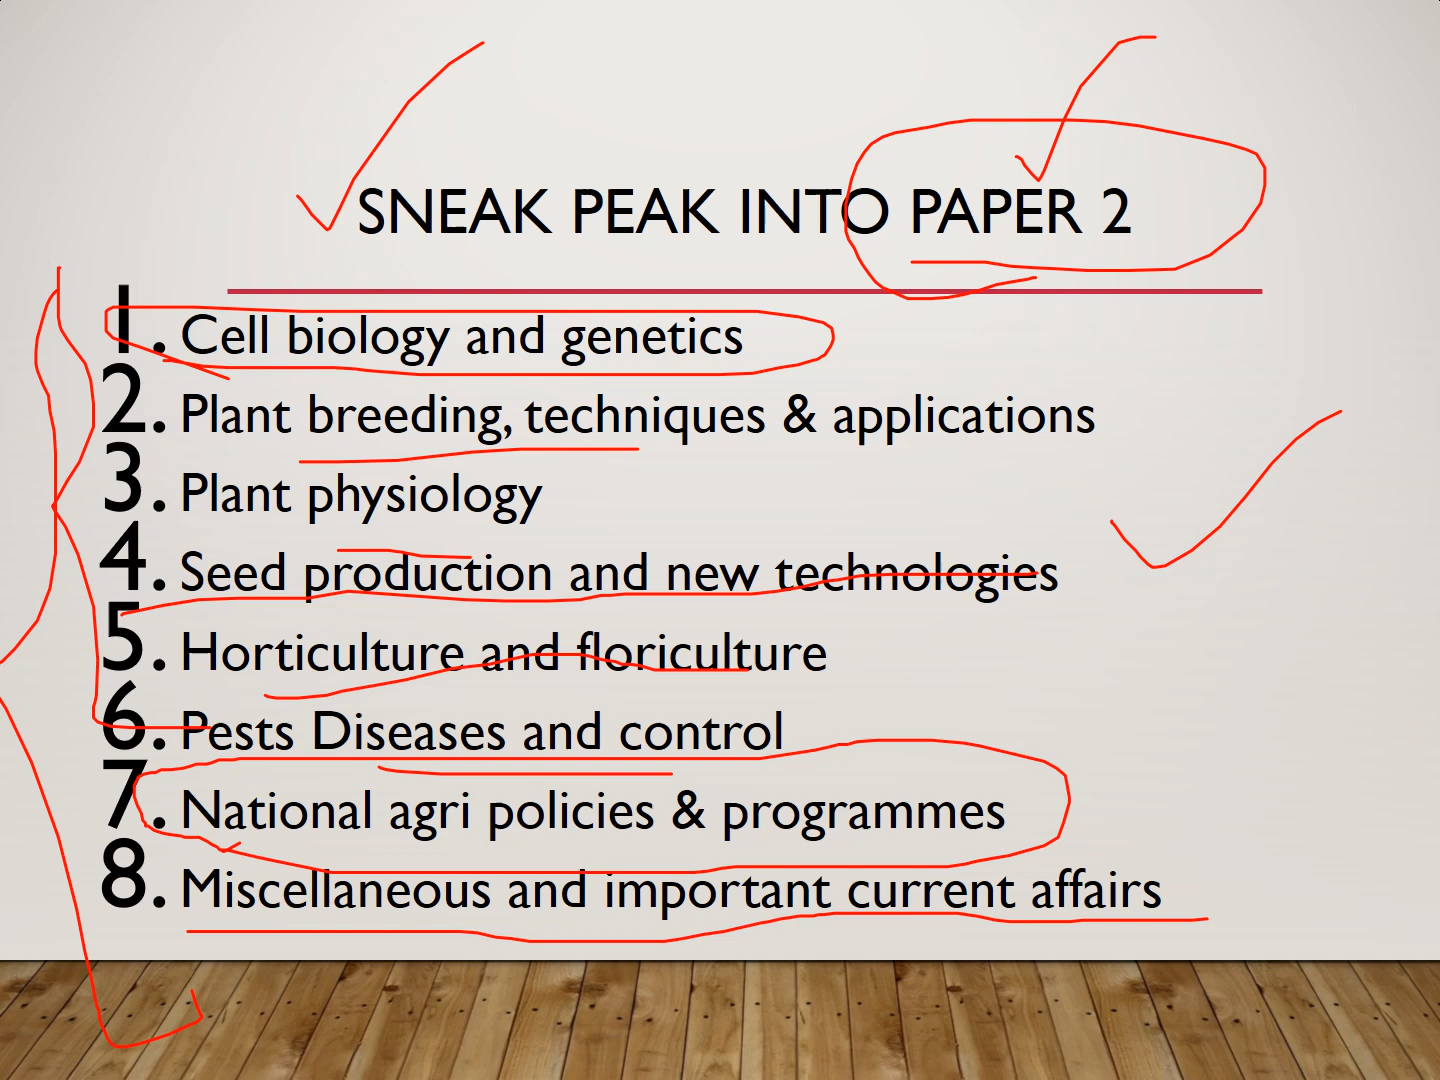 SNEAK PEAK INTO PAPER 2
1. Cell biology and genetics
2. Plant breeding, techniques & applications
3. Plant physiology
4. Seed production and new technologies
5. Horticulture and floriculture
6. Pests Diseases and control
7. National agri policies & programmes
8. Miscellaneous and important current affairs